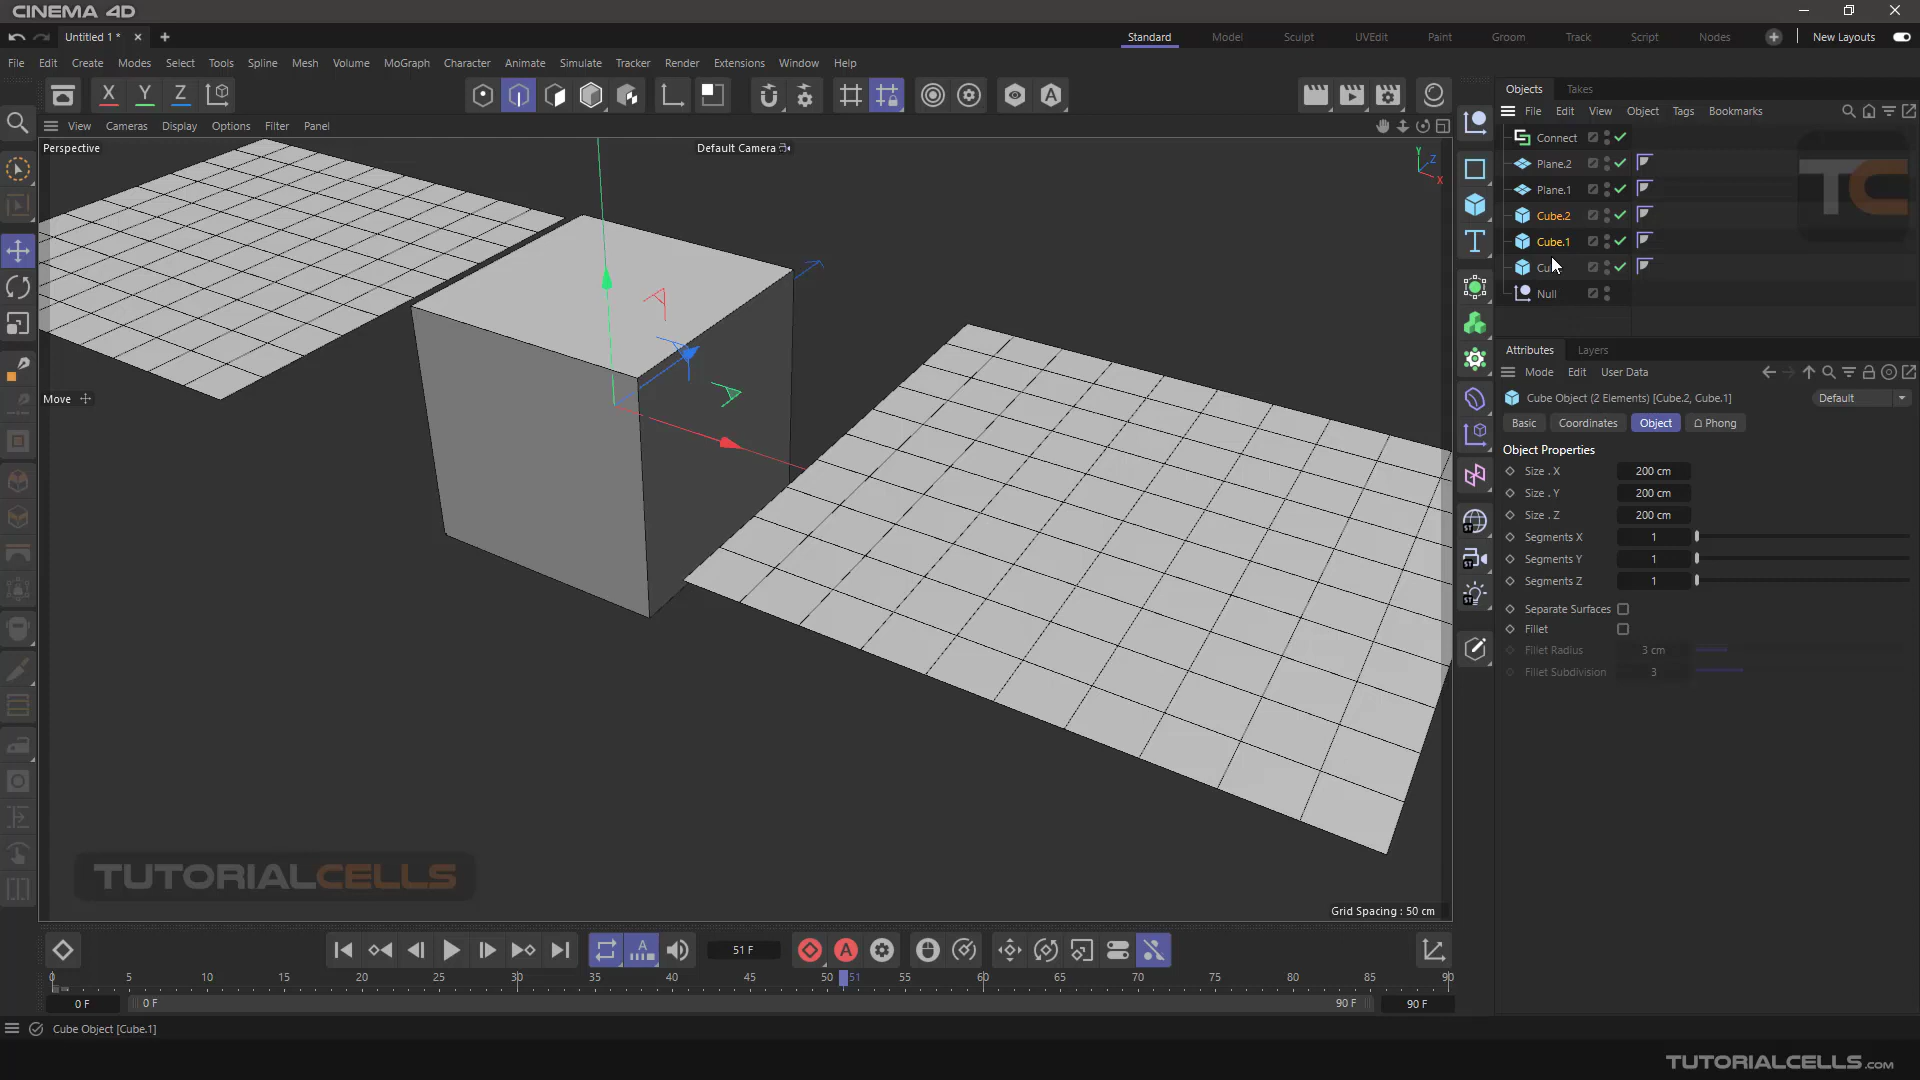 CINEMA 4D
Untitled 1 *
Standard Model Sculpt UVEdit Paint Groom Track Script Nodes New Layouts
File Edit Create Modes Select Tools Spline Mesh Volume MoGraph Character Animate Simulate Tracker Render Extensions Window Help
X Y Z
Objects Takes
File Edit View Object Tags Bookmarks
View Cameras Display Options Filter Panel
Perspective
Default Camera
Y
Z
X
Connect
Plane.2
Plane.1
Cube.2
Cube.1
Null
TC
Attributes Layers
Mode Edit User Data
Cube Object (2 Elements) [Cube.2, Cube.1]
Default
Basic Coordinates Object Phong
Object Properties
Size . X 200 cm
Size . Y 200 cm
Size . Z 200 cm
Segments X 1
Segments Y 1
Segments Z 1
Separate Surfaces
Fillet
Fillet Radius 3 cm
Fillet Subdivision 3
Move
TUTORIALCELLS
Grid Spacing : 50 cm
51 F
0 5 10 15 20 25 30 35 40 45 50 51 55 60 65 70 75 80 85 90
0 F 0 F 90 F 90 F
Cube Object [Cube.1]
TUTORIALCELLS.com